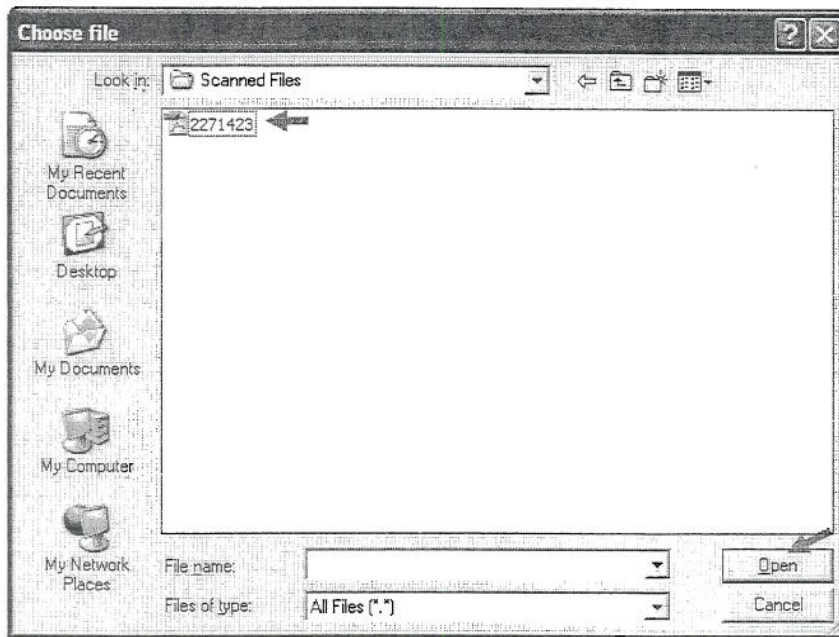 Choose file
Look in:
Scanned Files
2271423
My Recent
Documents
Desktop
My Documents
My Computer
My Network
Places
File name:
Open
Files of type:
All Files (*.*)
Cancel